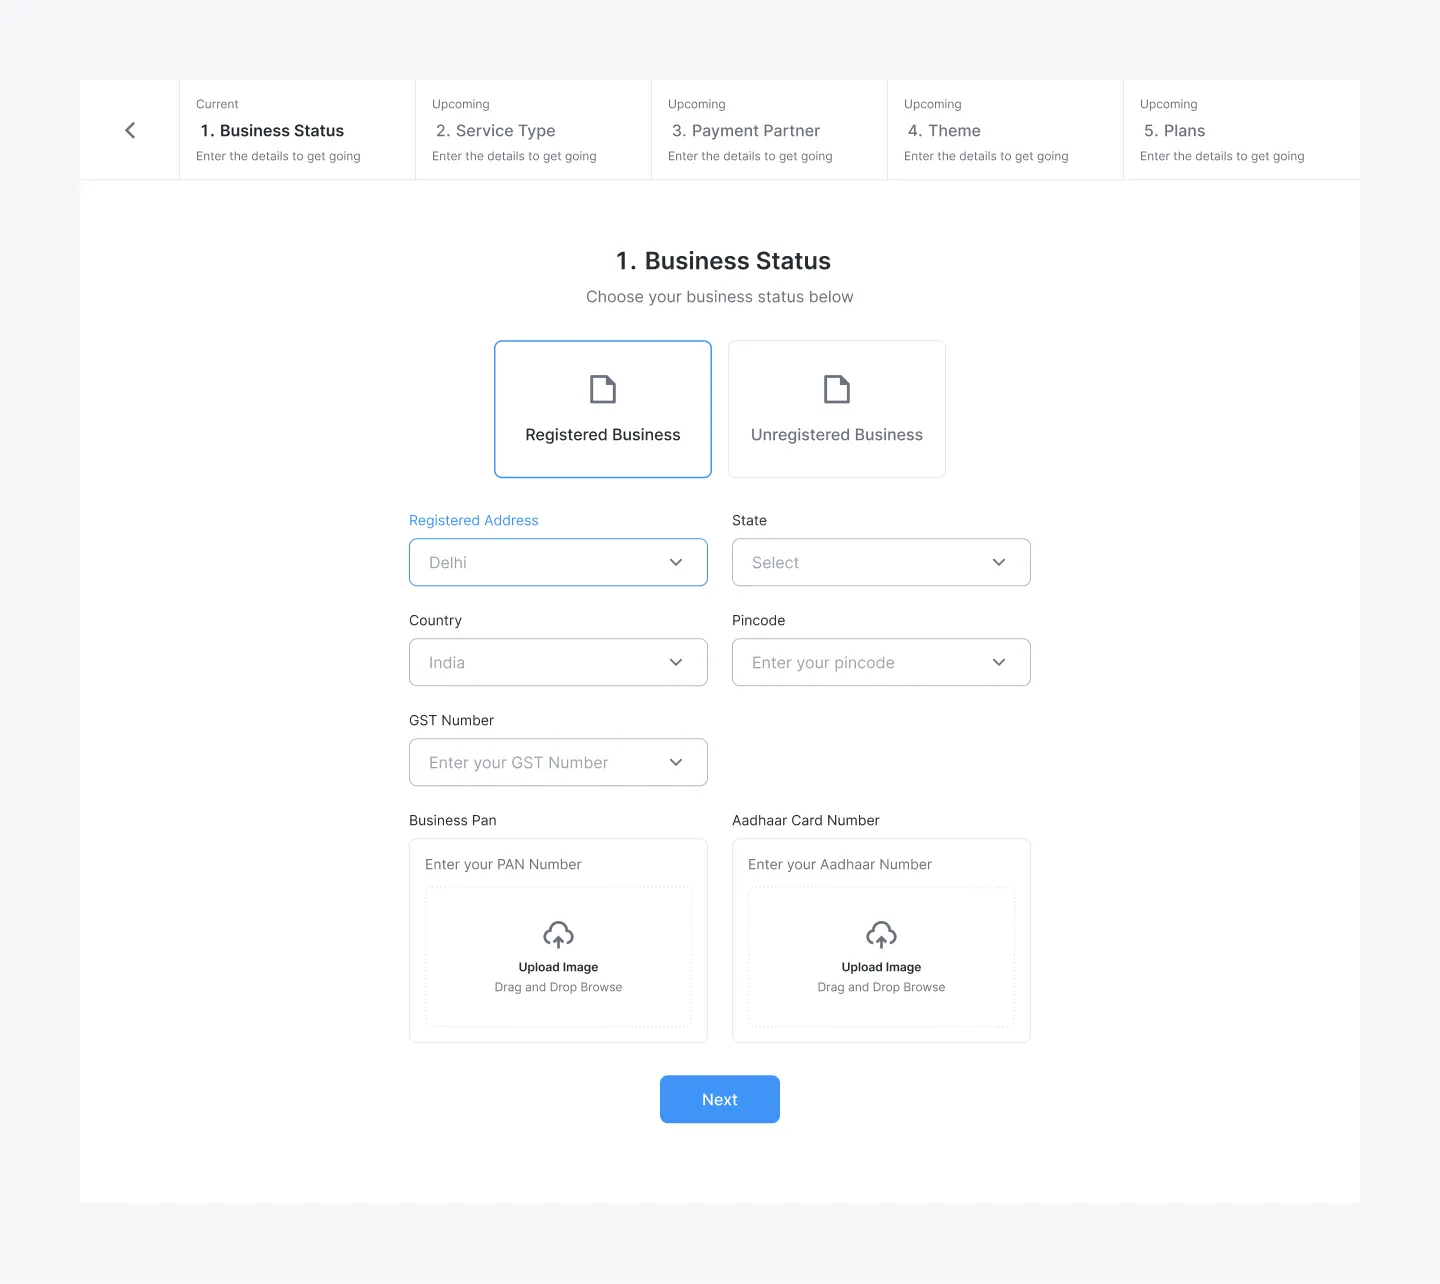 Current
1. Business Status
Enter the details to get going
Upcoming
2. Service Type
Enter the details to get going
Upcoming
3. Payment Partner
Enter the details to get going
Upcoming
4. Theme
Enter the details to get going
Upcoming
5. Plans
Enter the details to get going
1. Business Status
Choose your business status below
Registered Business
Unregistered Business
Registered Address
Delhi
State
Select
Country
India
Pincode
Enter your pincode
GST Number
Enter your GST Number
Business Pan
Enter your PAN Number
Upload Image
Drag and Drop Browse
Aadhaar Card Number
Enter your Aadhaar Number
Upload Image
Drag and Drop Browse
Next